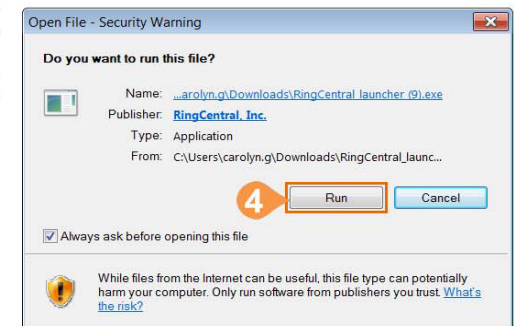 Open File - Security Warning
Do you want to run this file?
Name: ...arolyn.g\Downloads\RingCentral launcher (9).exe
Publisher: RingCentral, Inc.
Type: Application
From: C:\Users\carolyn.g\Downloads\RingCentral_launc...
4 Run Cancel
Always ask before opening this file
While files from the Internet can be useful, this file type can potentially
harm your computer. Only run software from publishers you trust. What's
the risk?